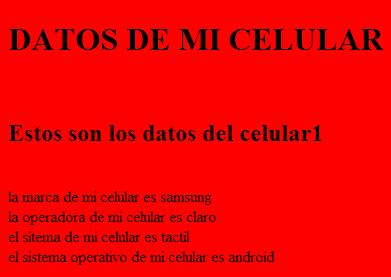 DATOS DE MI CELULAR
Estos son los datos del celular1
la marca de mi celular es samsung
la operadora de mi celular es claro
el sitema de mi celular es tactil
el sistema operativo de mi celular es android